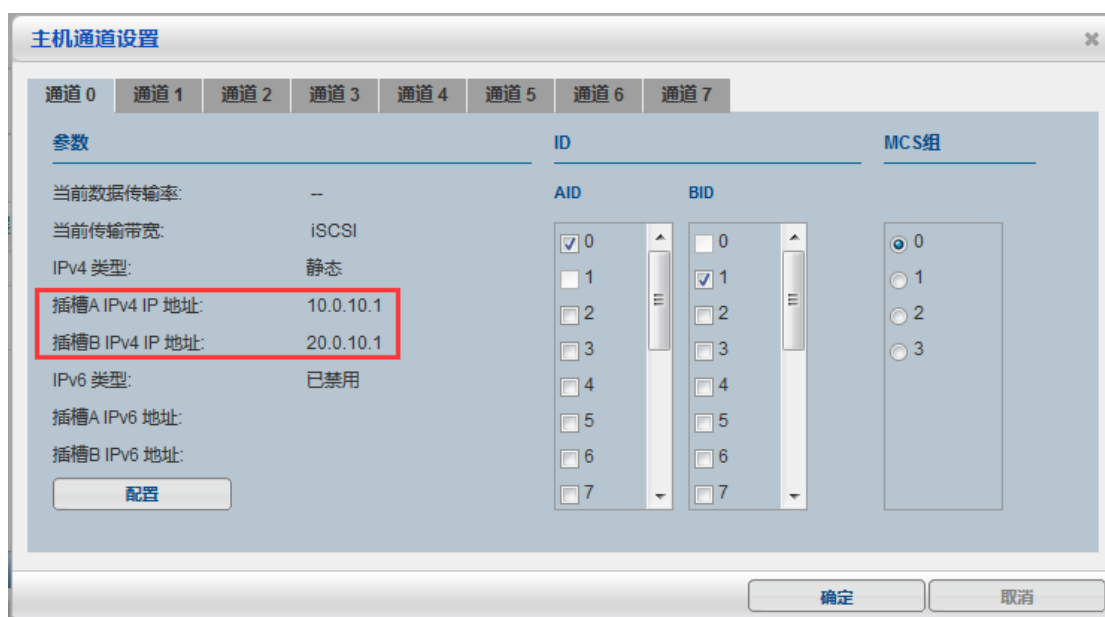 主机通道设置
通道 0 通道 1 通道 2 通道 3 通道 4 通道 5 通道 6 通道 7
参数
当前数据传输率: --
当前传输带宽: iSCSI
IPv4 类型: 静态
插槽A IPv4 IP 地址: 10.0.10.1
插槽B IPv4 IP 地址: 20.0.10.1
IPv6 类型: 已禁用
插槽A IPv6 地址:
插槽B IPv6 地址:
配置
ID
AID
0
1
2
3
4
5
6
7
BID
0
1
2
3
4
5
6
7
MCS组
0
1
2
3
确定 取消